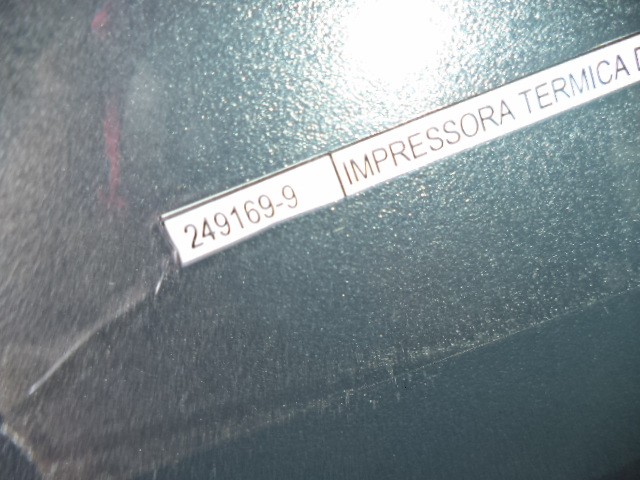 249169-9 IMPRESSORA TERMICA D